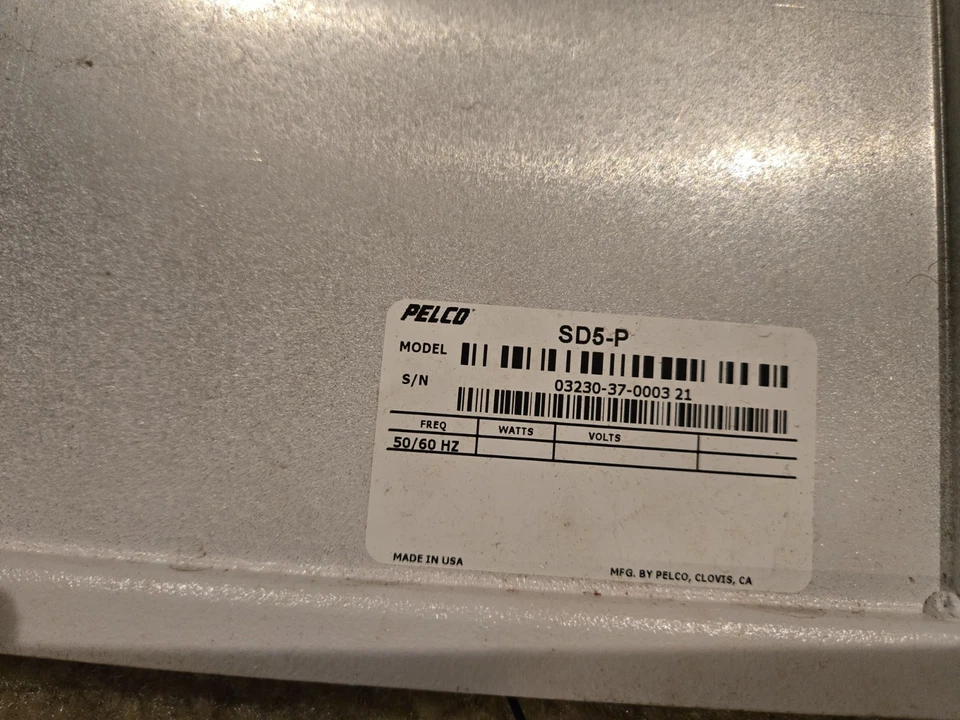 PELCO
SD5-P
MODEL
S/N 03230-37-0003 21
FREQ WATTS VOLTS
50/60 HZ
MADE IN USA
MFG. BY PELCO, CLOVIS, CA